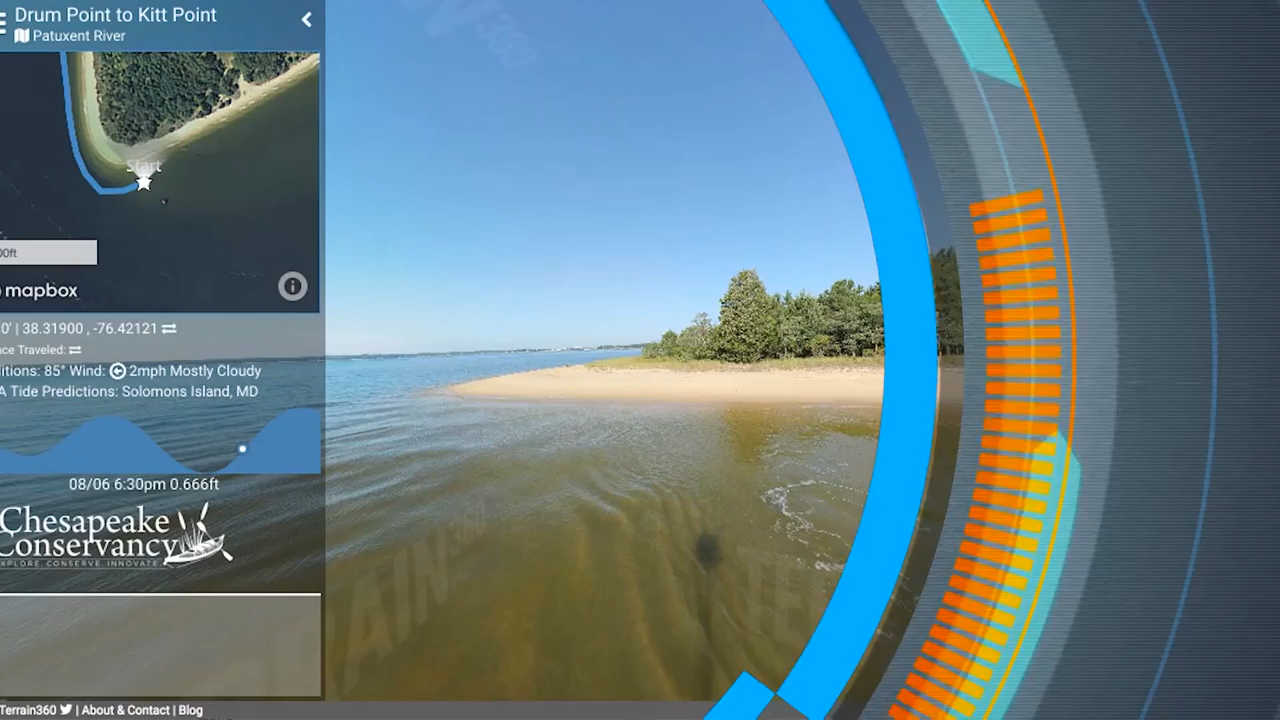 Drum Point to Kitt Point
Patuxent River
Start
00ft
mapbox
0' | 38.31900 , -76.42121
nce Traveled:
itions: 85° Wind: 2mph Mostly Cloudy
A Tide Predictions: Solomons Island, MD
08/06 6:30pm 0.666ft
Chesapeake
Conservancy
EXPLORE. CONSERVE. INNOVATE.
Terrain360 | About & Contact | Blog